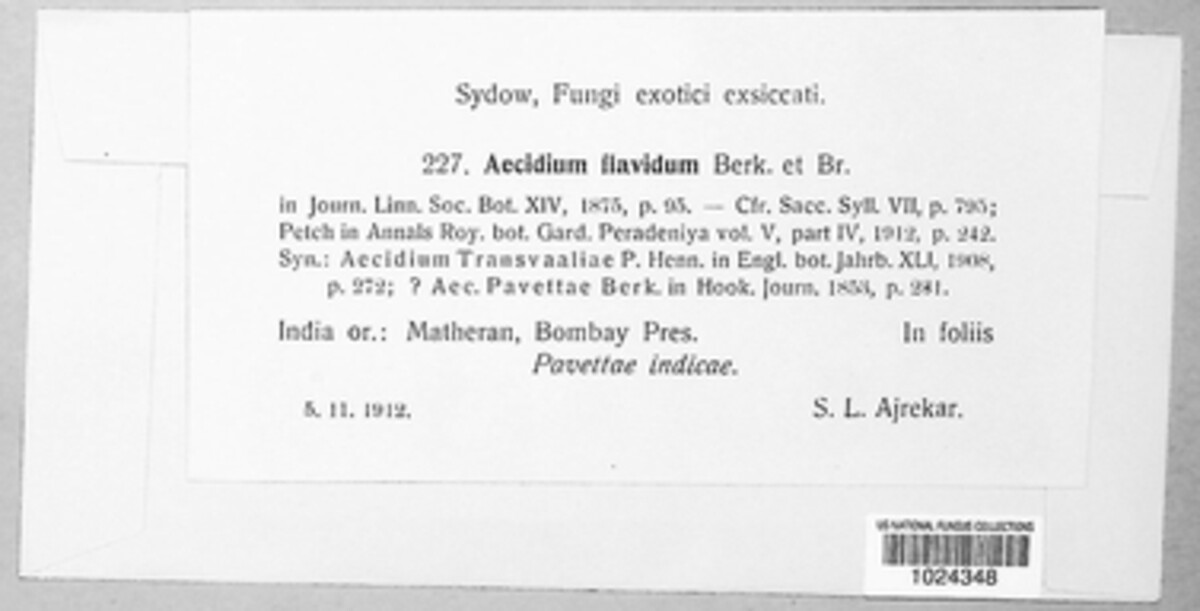 Sydow, Fungi exotici exsiccati.
227. Aecidium flavidum Berk. et Br.
in Journ. Linn. Soc. Bot. XIV, 1875, p. 95. — Cfr. Sacc. Syll. VII, p. 795;
Petch in Annals Roy. bot. Gard. Peradeniya vol. V, part IV, 1912, p. 242.
Syn.: Aecidium Transvaaliae P. Henn. in Engl. bot. Jahrb. XLI, 1908,
p. 272; ? Aec. Pavettae Berk. in Hook. Journ. 1853, p. 281.
India or.: Matheran, Bombay Pres. In foliis
Pavettae indicae.
5. 11. 1912. S. L. Ajrekar.
US NATIONAL FUNGUS COLLECTIONS
1024348